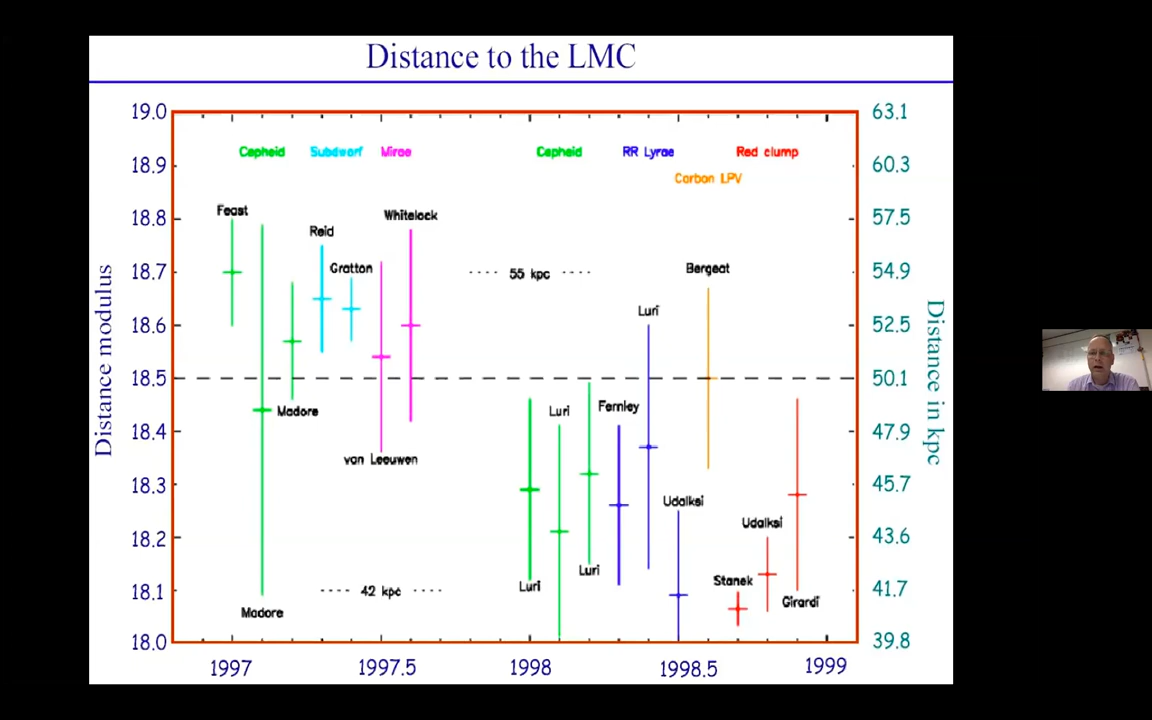 Distance to the LMC
19.0
18.9
18.8
18.7
18.6
18.5
18.4
18.3
18.2
18.1
18.0
Distance modulus
63.1
60.3
57.5
54.9
52.5
50.1
47.9
45.7
43.6
41.7
39.8
Distance in kpc
Cepheid Subdwarf Mirae Cepheid RR Lyrae Red clump
Carbon LPV
Feast
Whitelock
Reid
Gratton
55 kpc
Bergeat
Luri
Madore
Luri
Fernley
van Leeuwen
Udalksi
Udalksi
Luri
Stanek
Luri
42 kpc
Girardi
Madore
1997 1997.5 1998 1998.5 1999